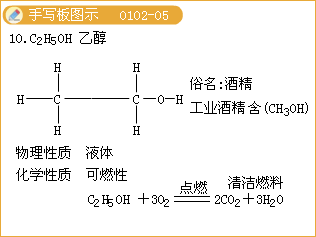 手写板图示 0102-05
10.C2H5OH 乙醇
H H
H C C O H
H H
俗名:酒精
工业酒精 含(CH3OH)
物理性质 液体
化学性质 可燃性
点燃 清洁燃料
C2H5OH +3O2 2CO2+3H2O